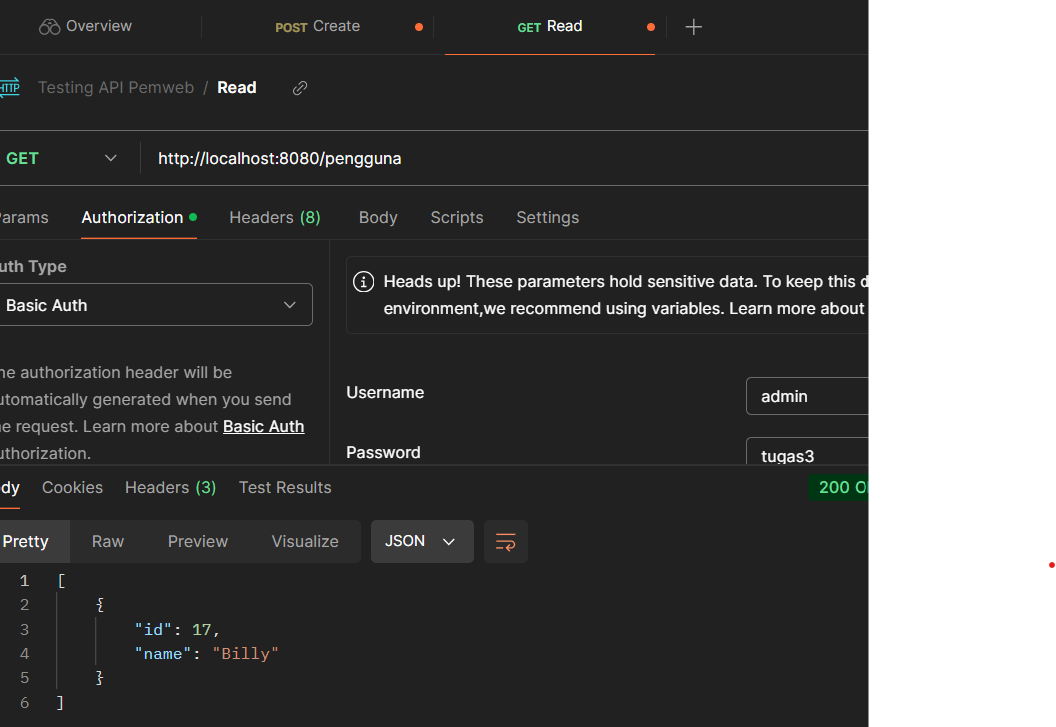 Overview
POST Create
GET Read
HTTP
Testing API Pemweb / Read
GET
http://localhost:8080/pengguna
arams
Authorization
Headers (8)
Body
Scripts
Settings
uth Type
Basic Auth
he authorization header will be
utomatically generated when you send
he request. Learn more about Basic Auth
uthorization.
Heads up! These parameters hold sensitive data. To keep this d
environment,we recommend using variables. Learn more about
Username
admin
Password
tugas3
dy
Cookies
Headers (3)
Test Results
200 O
Pretty
Raw
Preview
Visualize
JSON
1 [
2 {
3 "id": 17,
4 "name": "Billy"
5 }
6 ]